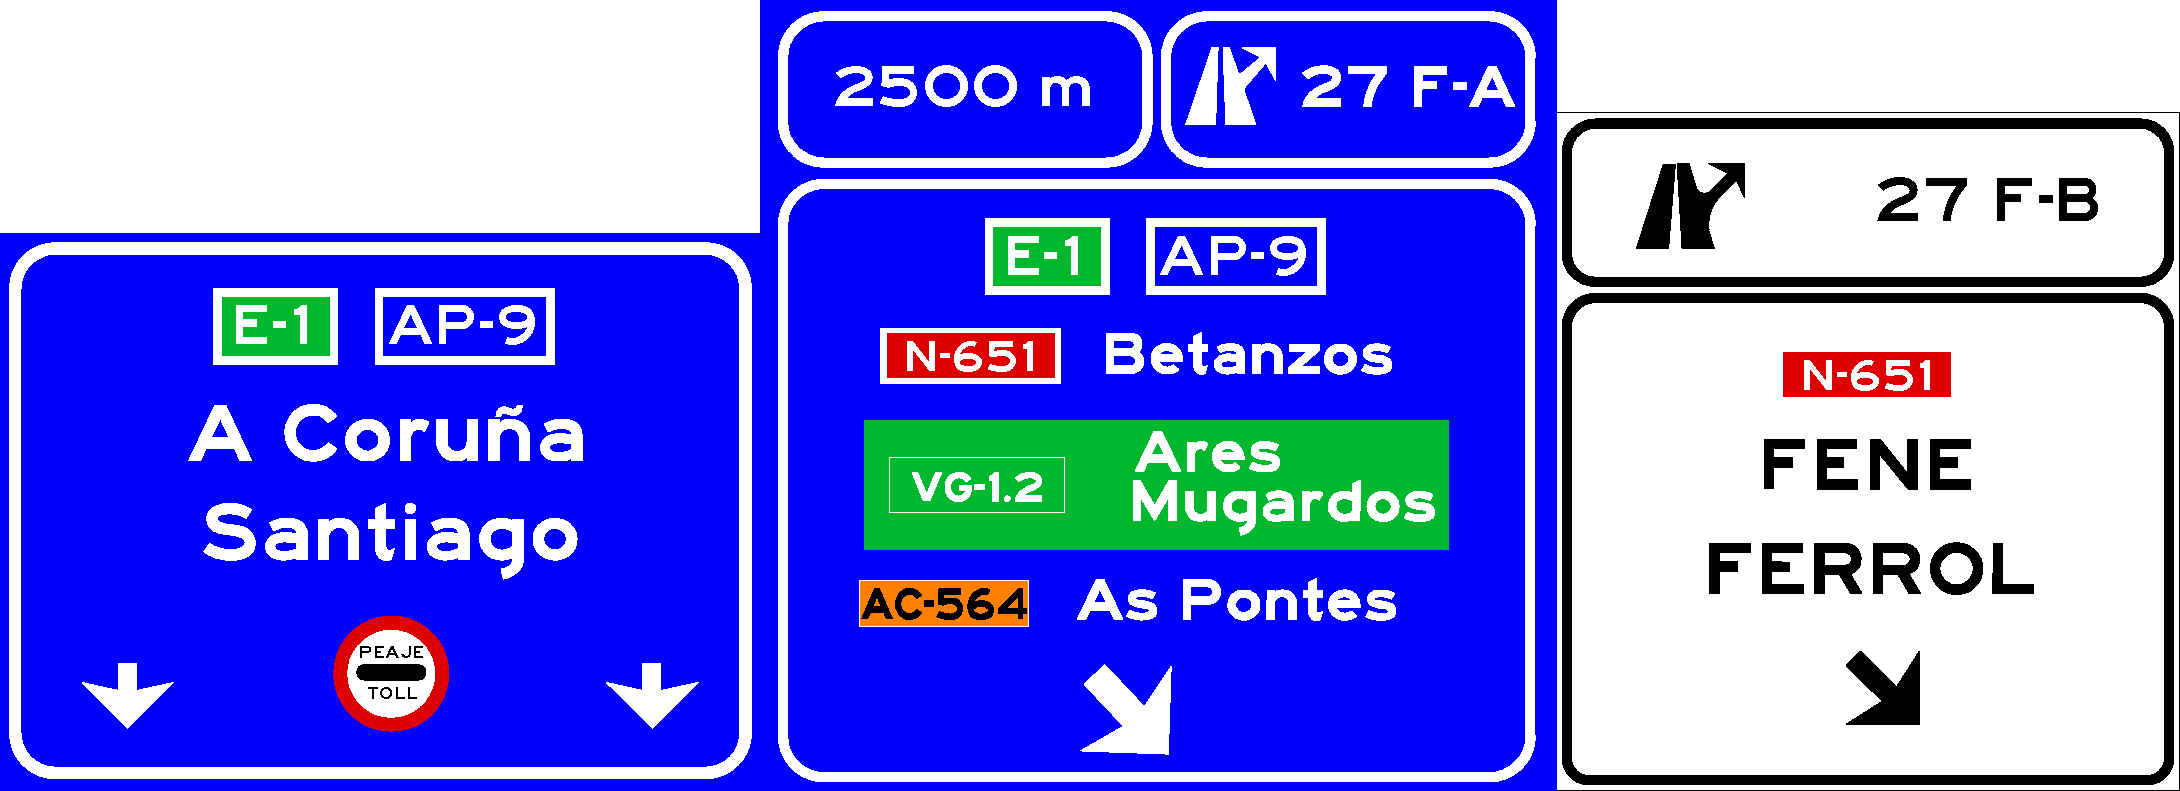 E-1 AP-9
A Coruña
Santiago
PEAJE
TOLL
2500 m
27 F-A
E-1 AP-9
N-651 Betanzos
VG-1.2 Ares
Mugardos
AC-564 As Pontes
27 F-B
N-651
FENE
FERROL